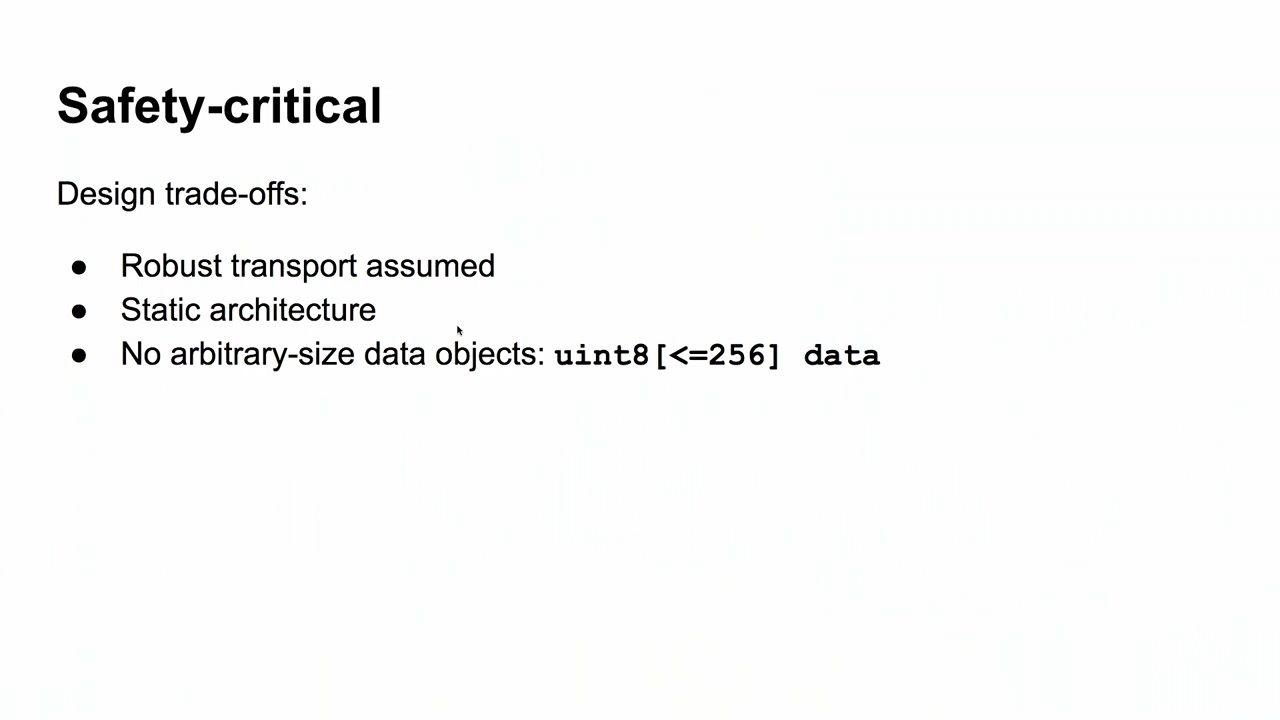 Safety-critical
Design trade-offs:
● Robust transport assumed
● Static architecture
● No arbitrary-size data objects: uint8[<=256] data